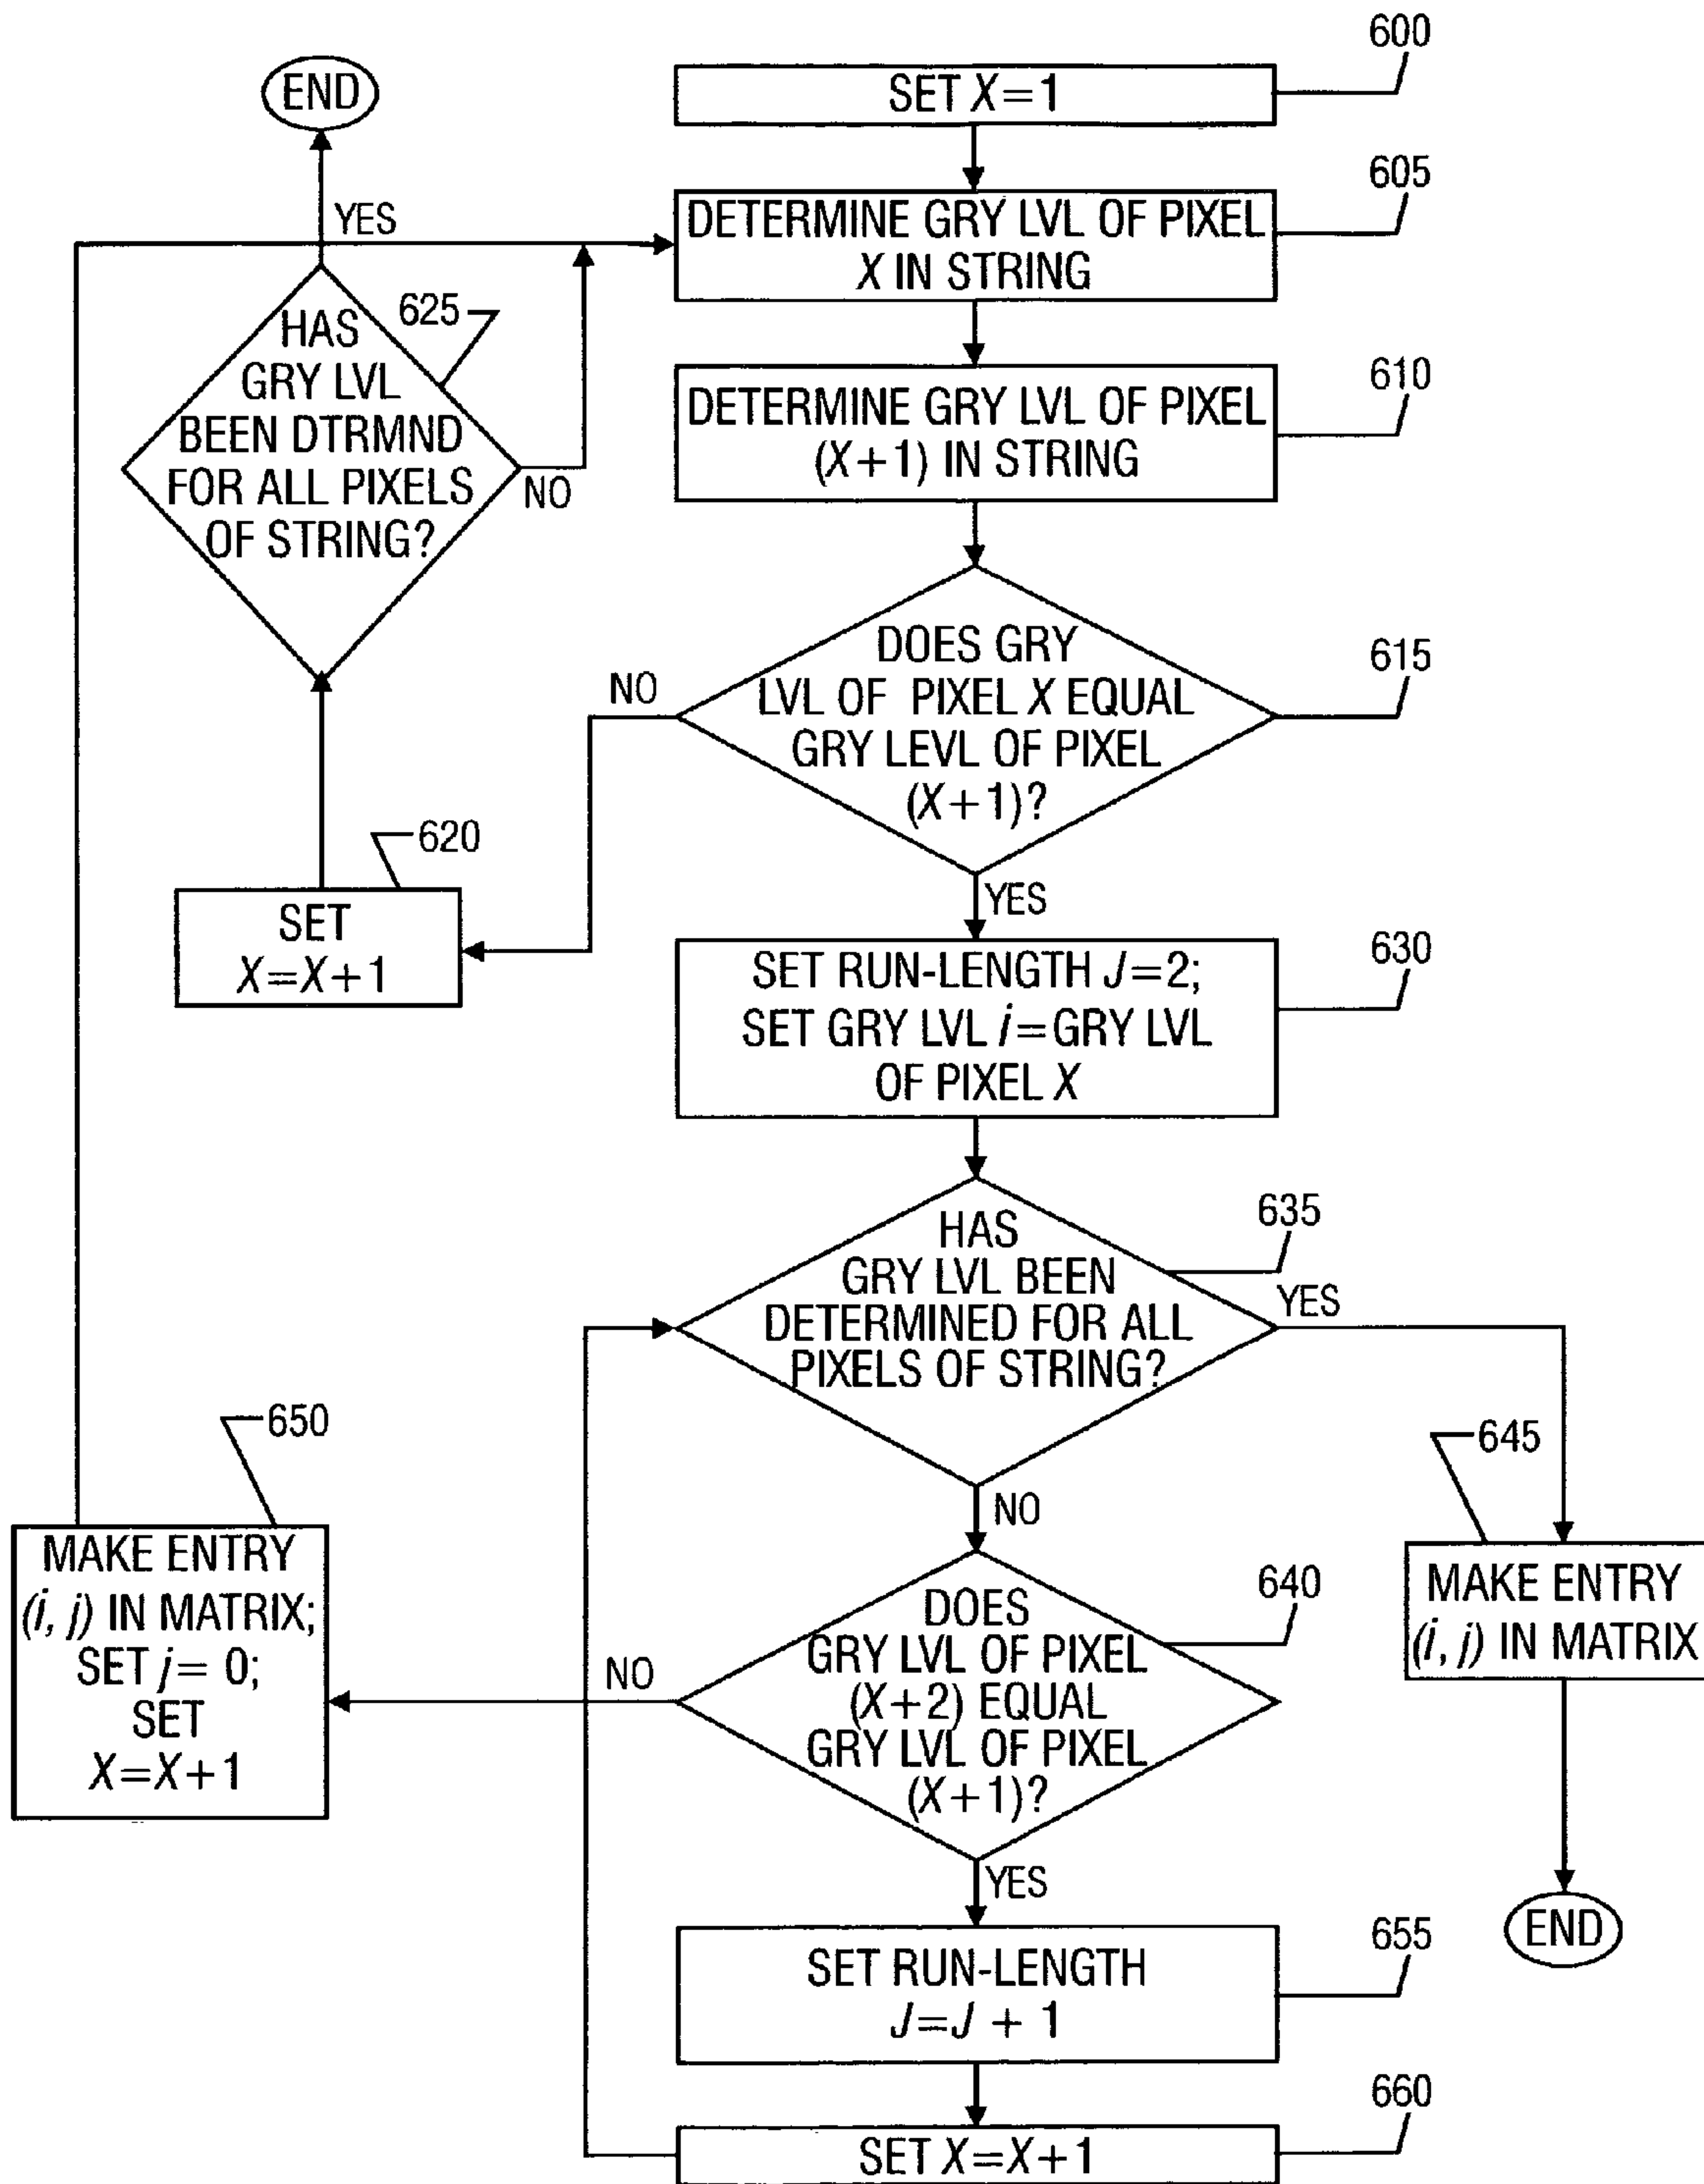 600
SET X=1
END
605
DETERMINE GRY LVL OF PIXEL
X IN STRING
YES
625
HAS
GRY LVL
BEEN DTRMND
FOR ALL PIXELS
OF STRING?
NO
610
DETERMINE GRY LVL OF PIXEL
(X+1) IN STRING
615
DOES GRY
LVL OF PIXEL X EQUAL
GRY LEVL OF PIXEL
(X+1)?
NO
YES
620
SET
X=X+1
630
SET RUN-LENGTH J=2;
SET GRY LVL i=GRY LVL
OF PIXEL X
635
HAS
GRY LVL BEEN
DETERMINED FOR ALL
PIXELS OF STRING?
YES
NO
645
MAKE ENTRY
(i, j) IN MATRIX
END
640
DOES
GRY LVL OF PIXEL
(X+2) EQUAL
GRY LVL OF PIXEL
(X+1)?
NO
YES
650
MAKE ENTRY
(i, j) IN MATRIX;
SET j= 0;
SET
X=X+1
655
SET RUN-LENGTH
J=J + 1
660
SET X=X+1